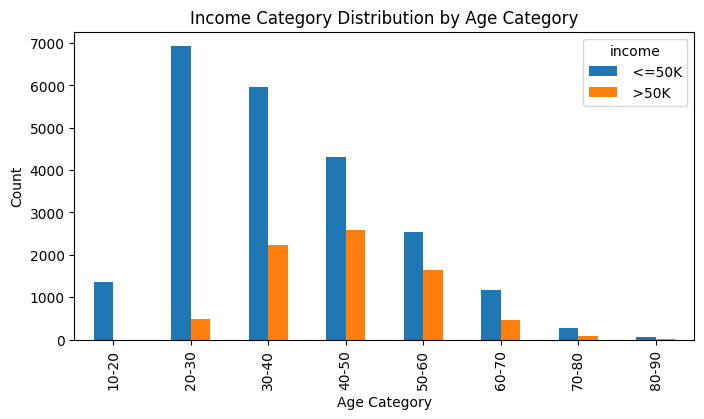 Income Category Distribution by Age Category
7000
6000
5000
4000
3000
2000
1000
0
Count
income
<=50K
>50K
10-20
20-30
30-40
40-50
50-60
60-70
70-80
80-90
Age Category